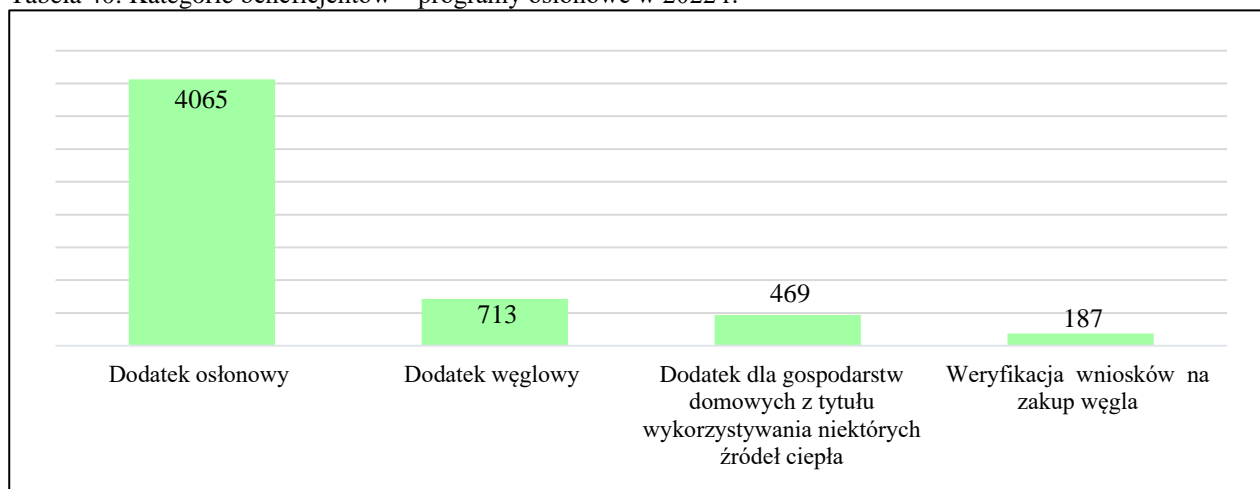 Tabela Kategorie beneficjentów – programy osłonowe w 2022 r.
4065
713
469
187
Dodatek osłonowy
Dodatek węglowy
Dodatek dla gospodarstw
domowych z tytułu
wykorzystywania niektórych
źródeł ciepła
Weryfikacja wniosków na
zakup węgla